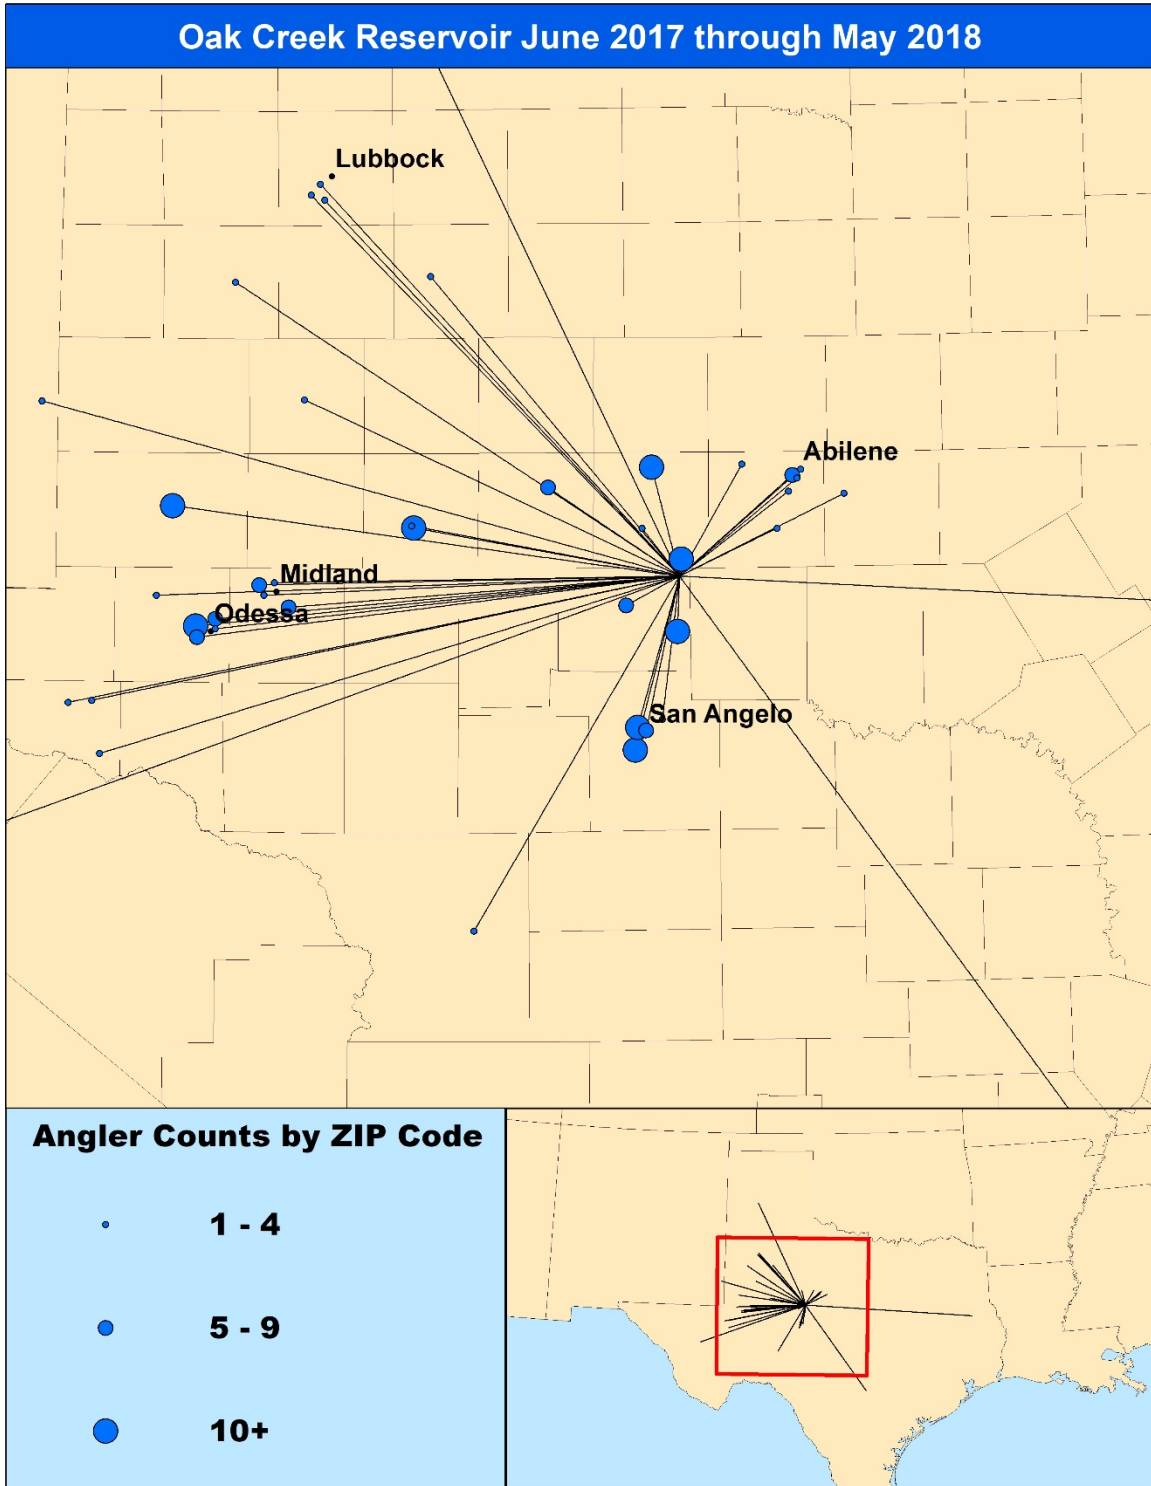 Oak Creek Reservoir June 2017 through May 2018
Lubbock
Abilene
Midland
Odessa
San Angelo
Angler Counts by ZIP Code
1 - 4
5 - 9
10+